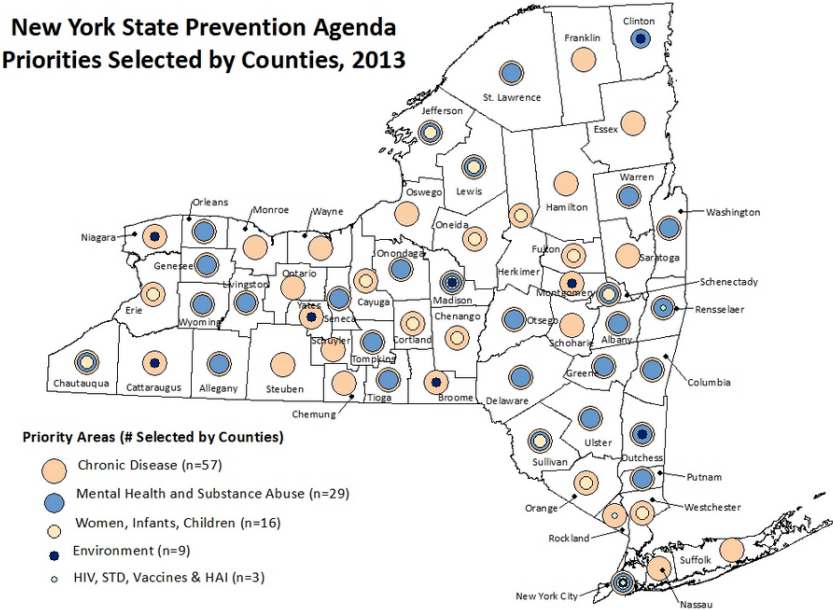 New York State Prevention Agenda
Priorities Selected by Counties, 2013
Clinton
Franklin
St. Lawrence
Essex
Jefferson
Lewis
Hamilton
Warren
Oswego
Oneida
Herkimer
Washington
Saratoga
Fulton
Montgomery
Schenectady
Rensselaer
Orleans
Monroe
Wayne
Niagara
Genesee
Erie
Wyoming
Livingston
Ontario
Yates
Seneca
Cayuga
Onondaga
Madison
Cortland
Chenango
Otsego
Schoharie
Albany
Schuyler
Tompkins
Chautauqua
Cattaraugus
Allegany
Steuben
Chemung
Tioga
Broome
Delaware
Greene
Columbia
Ulster
Dutchess
Sullivan
Putnam
Orange
Westchester
Rockland
Suffolk
New York City
Nassau
Priority Areas (# Selected by Counties)
Chronic Disease (n=57)
Mental Health and Substance Abuse (n=29)
Women, Infants, Children (n=16)
Environment (n=9)
HIV, STD, Vaccines & HAI (n=3)